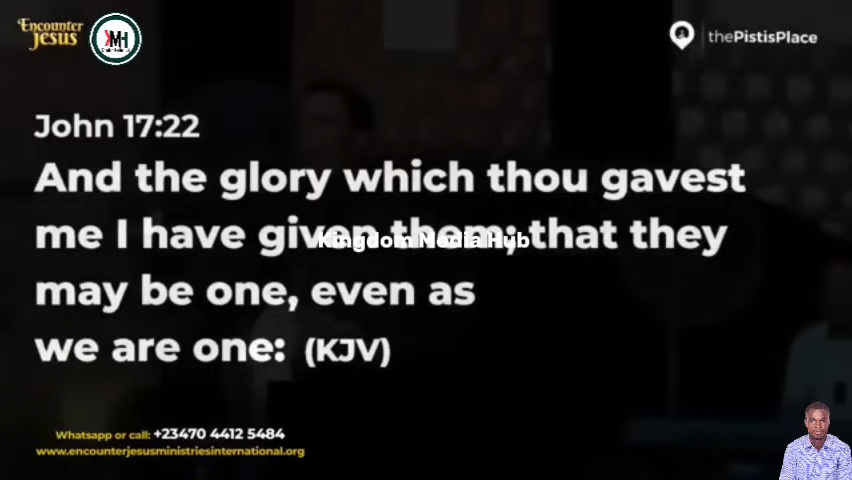 Encounter
Jesus
KMH
thePistisPlace
John 17:22
And the glory which thou gavest
me I have given them; that they
Kingdom Media Hub
may be one, even as
we are one: (KJV)
Whatsapp or call: +23470 4412 5484
www.encounterjesusministriesinternational.org